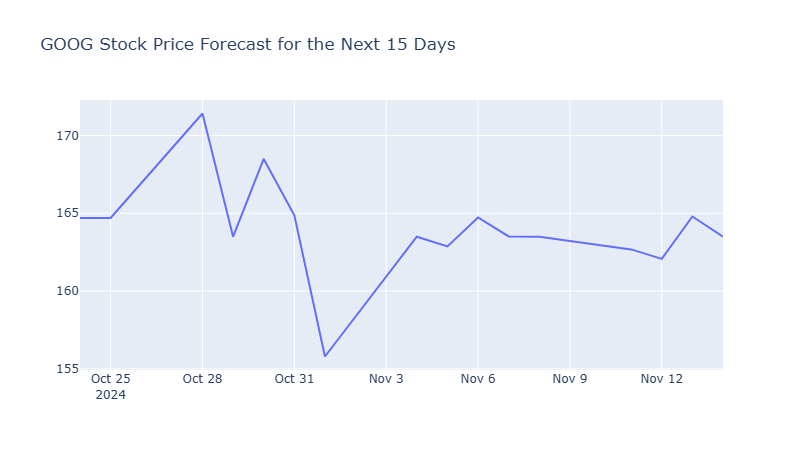 GOOG Stock Price Forecast for the Next 15 Days
170
165
160
155
Oct 25 Oct 28 Oct 31 Nov 3 Nov 6 Nov 9 Nov 12
2024